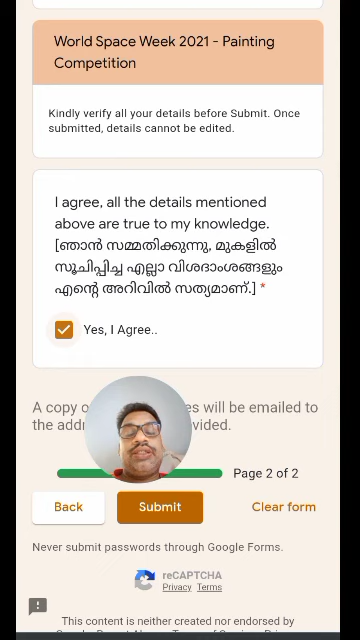 World Space Week 2021 - Painting
Competition
Kindly verify all your details before Submit. Once
submitted, details cannot be edited.
I agree, all the details mentioned
above are true to my knowledge.
[ഞാൻ സമ്മതിക്കുന്നു, മുകളിൽ
സൂചിപ്പിച്ച എല്ലാ വിശദാംശങ്ങളും
എന്റെ അറിവിൽ സത്യമാണ്.] *
Yes, I Agree..
A copy o es will be emailed to
the addr vided.
Page 2 of 2
Back
Submit
Clear form
Never submit passwords through Google Forms.
reCAPTCHA
Privacy Terms
This content is neither created nor endorsed by